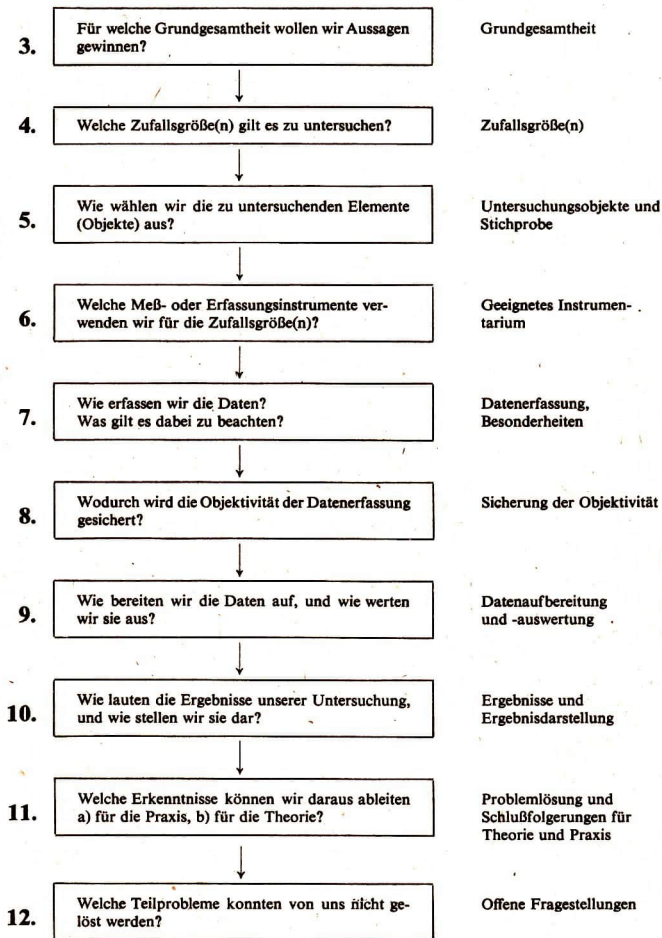 3.
Für welche Grundgesamtheit wollen wir Aussagen
gewinnen?
Grundgesamtheit
4.
Welche Zufallsgröße(n) gilt es zu untersuchen?
Zufallsgröße(n)
5.
Wie wählen wir die zu untersuchenden Elemente
(Objekte) aus?
Untersuchungsobjekte und
Stichprobe
6.
Welche Meß- oder Erfassungsinstrumente ver-
wenden wir für die Zufallsgröße(n)?
Geeignetes Instrumen-
tarium
7.
Wie erfassen wir die Daten?
Was gilt es dabei zu beachten?
Datenerfassung,
Besonderheiten
8.
Wodurch wird die Objektivität der Datenerfassung
gesichert?
Sicherung der Objektivität
9.
Wie bereiten wir die Daten auf, und wie werten
wir sie aus?
Datenaufbereitung
und -auswertung
10.
Wie lauten die Ergebnisse unserer Untersuchung,
und wie stellen wir sie dar?
Ergebnisse und
Ergebnisdarstellung
11.
Welche Erkenntnisse können wir daraus ableiten
a) für die Praxis, b) für die Theorie?
Problemlösung und
Schlußfolgerungen für
Theorie und Praxis
12.
Welche Teilprobleme konnten von uns nicht ge-
löst werden?
Offene Fragestellungen